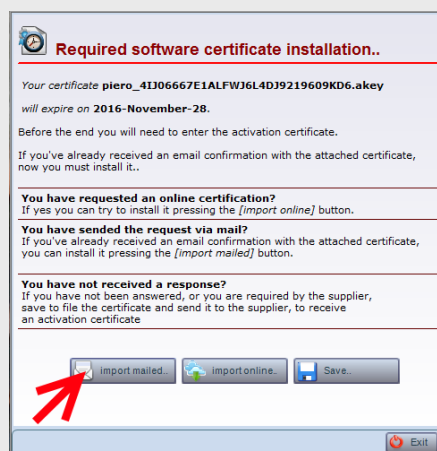 Required software certificate installation..
Your certificate piero_4IJ06667E1ALFWJ6L4DJ9219609KD6.akey
will expire on 2016-November-28.
Before the end you will need to enter the activation certificate.
If you've already received an email confirmation with the attached certificate,
now you must install it..
You have requested an online certification?
If yes you can try to install it pressing the [import online] button.
You have sended the request via mail?
If you've already received an email confirmation with the attached certificate,
you can install it pressing the [import mailed] button.
You have not received a response?
If you have not been answered, or you are required by the supplier,
save to file the certificate and send it to the supplier, to receive
an activation certificate
import mailed.. import online. Save..
Exit